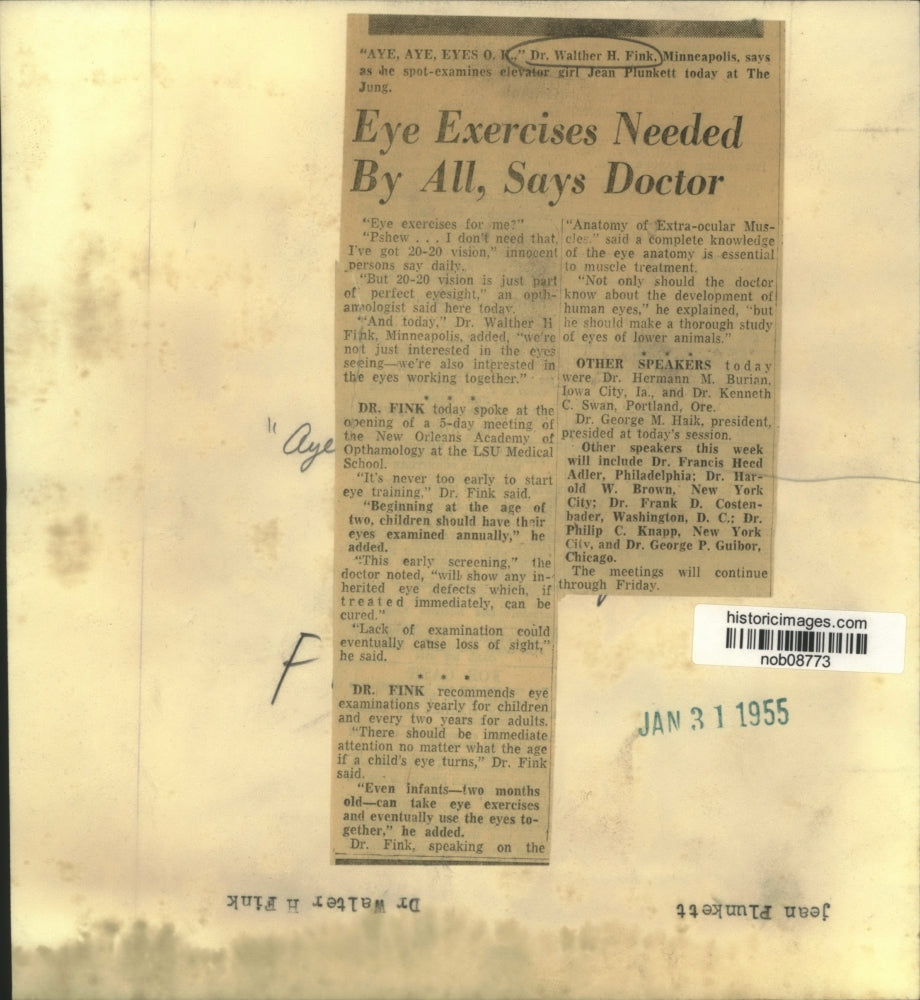 "AYE, AYE, EYES O. K.," Dr. Walther H. Fink, Minneapolis, says
as he spot-examines elevator girl Jean Plunkett today at The
Jung.
Eye Exercises Needed
By All, Says Doctor
"Eye exercises for me?"
"Pshew . . . I don't need that.
I've got 20-20 vision," innocent
persons say daily.
"But 20-20 vision is just part
of perfect eyesight," an opth-
amologist said here today.
"And today," Dr. Walther H
Fink, Minneapolis, added, "we're
not just interested in the eyes
seeing—we're also interested in
the eyes working together."
* * *
DR. FINK today spoke at the
opening of a 5-day meeting of
the New Orleans Academy of
Opthamology at the LSU Medical
School.
"It's never too early to start
eye training," Dr. Fink said.
"Beginning at the age of
two, children should have their
eyes examined annually," he
added.
"This early screening," the
doctor noted, "will show any in-
herited eye defects which, if
treated immediately, can be
cured."
"Lack of examination could
eventually cause loss of sight,"
he said.
* * *
DR. FINK recommends eye
examinations yearly for children
and every two years for adults.
"There should be immediate
attention no matter what the age
if a child's eye turns," Dr. Fink
said.
"Even infants—two months
old—can take eye exercises
and eventually use the eyes to-
gether," he added.
Dr. Fink, speaking on the
"Anatomy of Extra-ocular Mus-
cles." said a complete knowledge
of the eye anatomy is essential
to muscle treatment.
"Not only should the doctor
know about the development of
human eyes," he explained, "but
he should make a thorough study
of eyes of lower animals."
* * *
OTHER SPEAKERS today
were Dr. Hermann M. Burian,
Iowa City, Ia., and Dr. Kenneth
C. Swan, Portland, Ore.
Dr. George M. Haik, president,
presided at today's session.
Other speakers this week
will include Dr. Francis Heed
Adler, Philadelphia; Dr. Har-
old W. Brown, New York
City; Dr. Frank D. Costen-
bader, Washington, D. C.; Dr.
Philip C. Knapp, New York
City, and Dr. George P. Guibor,
Chicago.
The meetings will continue
through Friday.
" Aye
F
historicimages.com
nob08773
JAN 31 1955
Dr Walter H Fink
Jean Plunkett